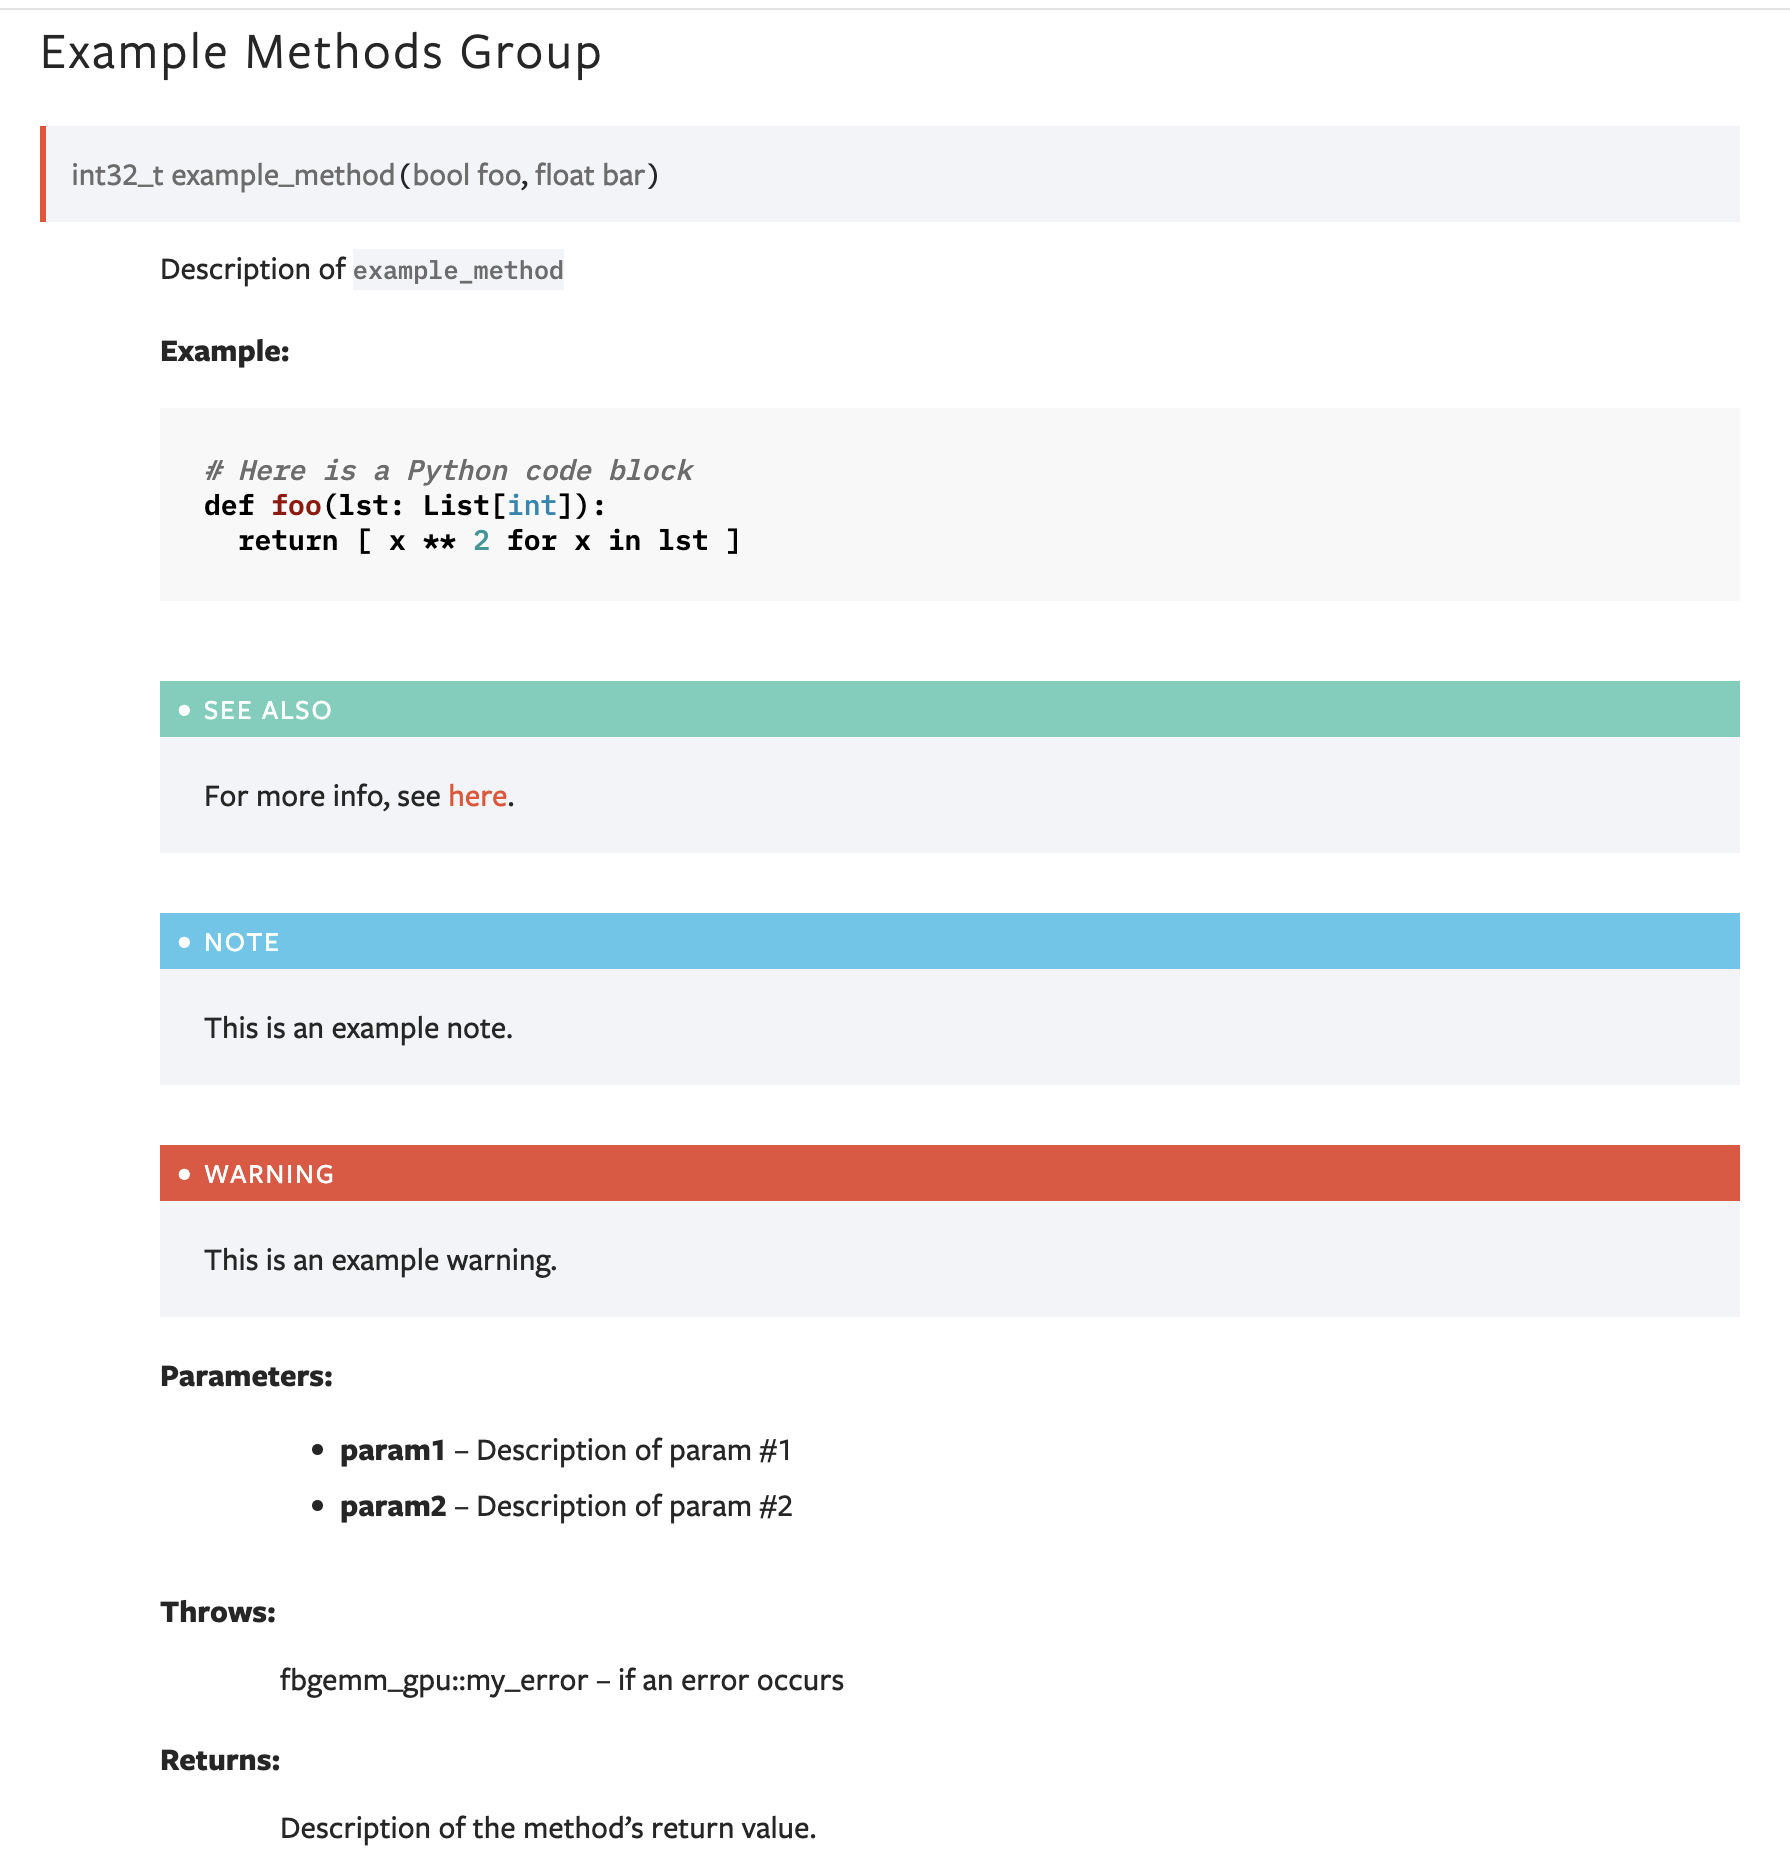 Example Methods Group
int32_t example_method(bool foo, float bar)
Description of example_method
Example:
# Here is a Python code block
def foo(lst: List[int]):
  return [ x ** 2 for x in lst ]
SEE ALSO
For more info, see here.
NOTE
This is an example note.
WARNING
This is an example warning.
Parameters:
• param1 – Description of param #1
• param2 – Description of param #2
Throws:
fbgemm_gpu::my_error – if an error occurs
Returns:
Description of the method’s return value.